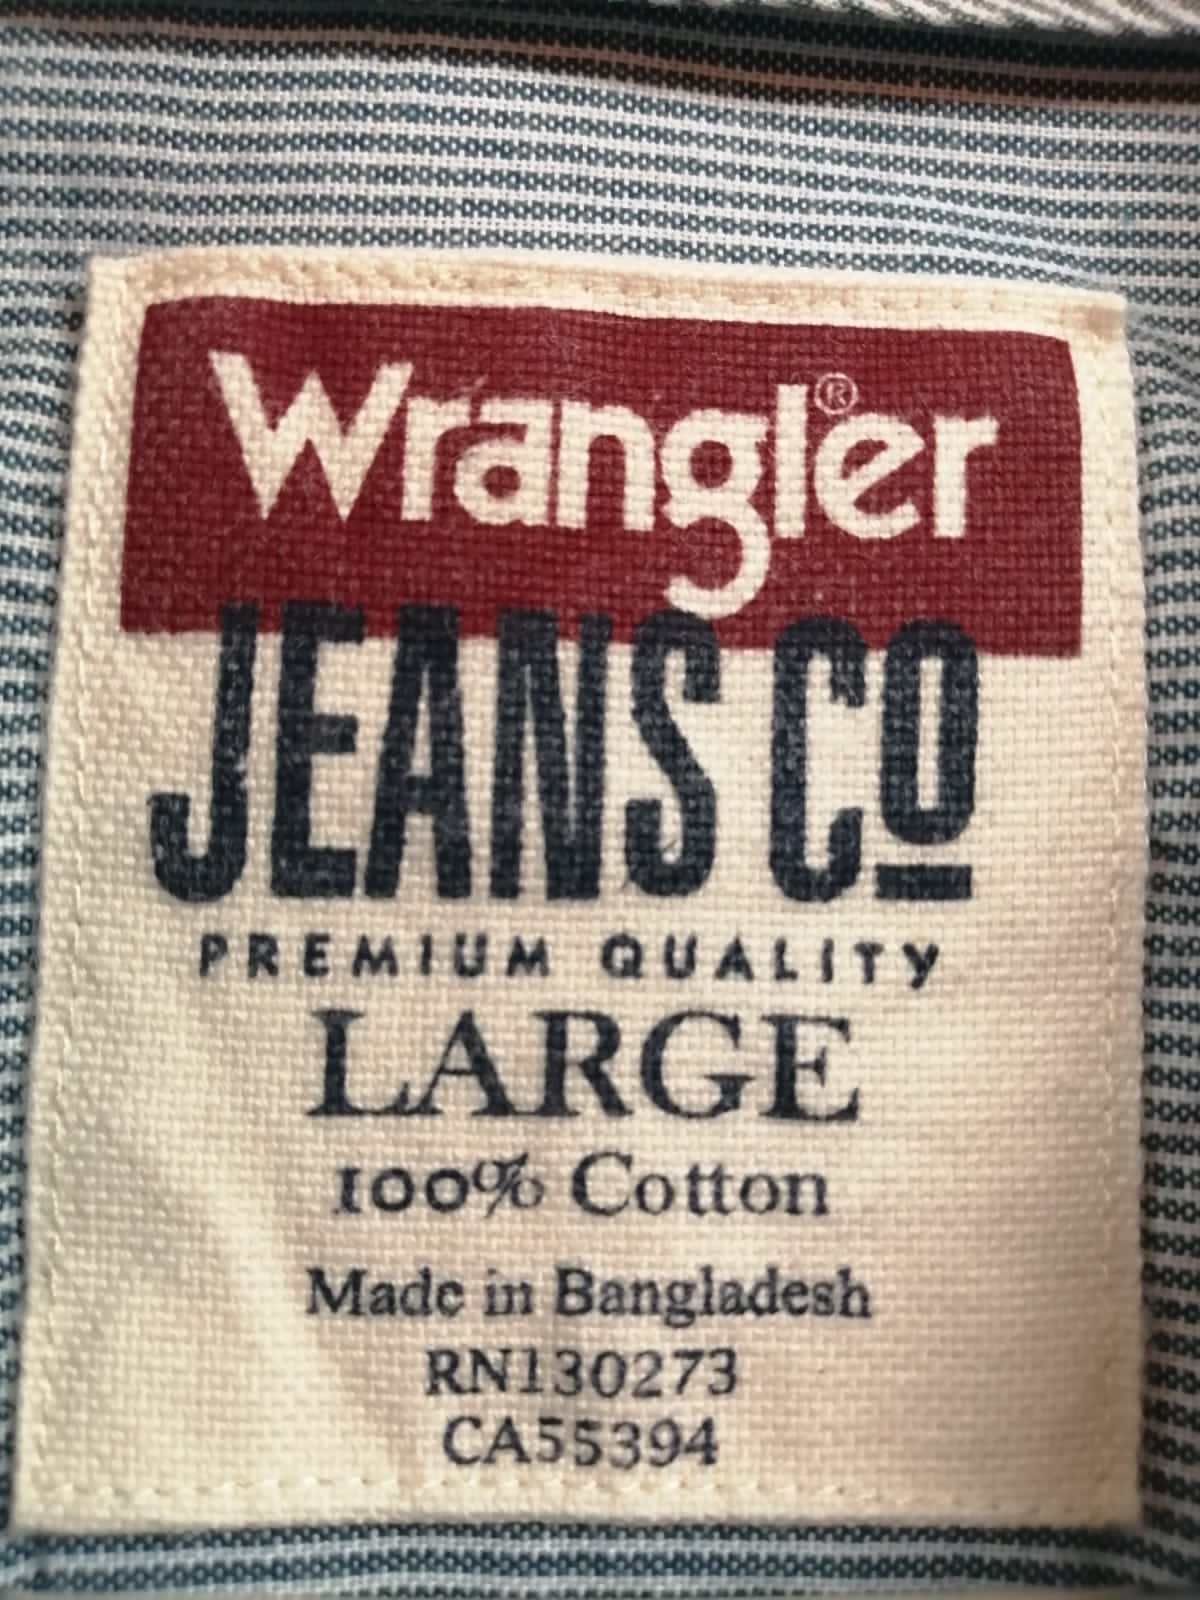 Wrangler®
JEANS Co
PREMIUM QUALITY
LARGE
100% Cotton
Made in Bangladesh
RN130273
CA55394